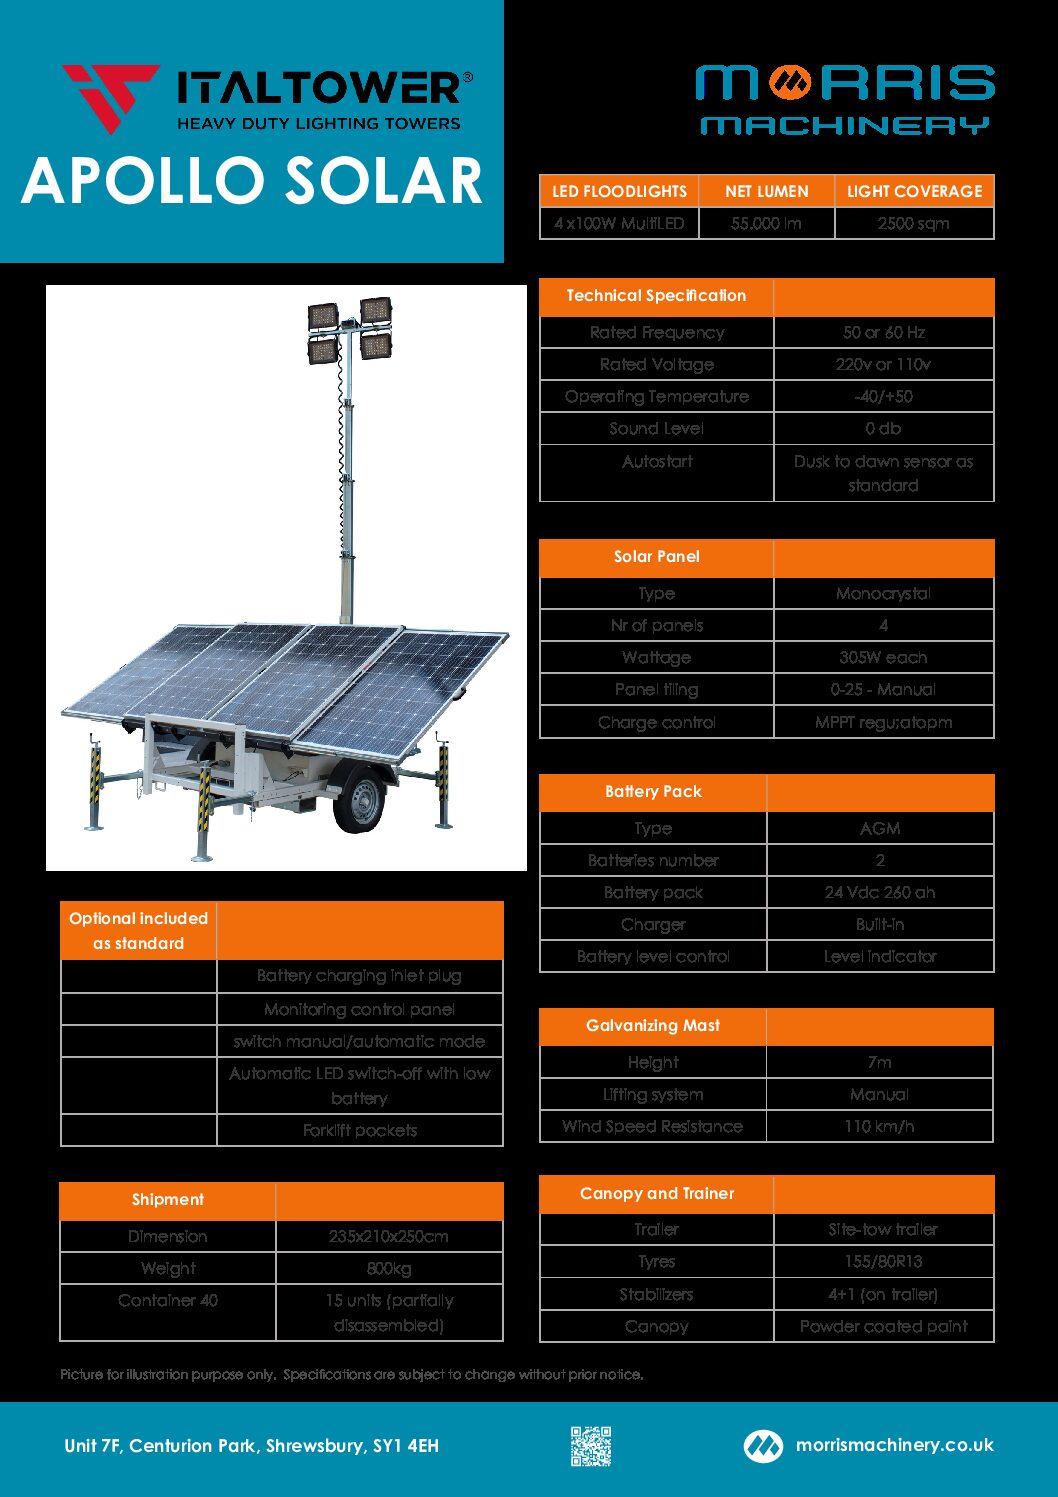 ITALTOWER®
HEAVY DUTY LIGHTING TOWERS
APOLLO SOLAR
MORRIS
MACHINERY
LED FLOODLIGHTS NET LUMEN LIGHT COVERAGE
4 x100W MultiLED 55.000 lm 2500 sqm
Technical Specification
Rated Frequency 50 or 60 Hz
Rated Voltage 220v or 110v
Operating Temperature -40/+50
Sound Level 0 db
Autostart Dusk to dawn sensor as
standard
Solar Panel
Type Monocrystal
Nr of panels 4
Wattage 305W each
Panel tiling 0-25 - Manual
Charge control MPPT regu;atopm
Battery Pack
Type AGM
Batteries number 2
Battery pack 24 Vdc 260 ah
Charger Built-in
Battery level control Level indicator
Galvanizing Mast
Height 7m
Lifting system Manual
Wind Speed Resistance 110 km/h
Canopy and Trainer
Trailer Site-tow trailer
Tyres 155/80R13
Stabilizers 4+1 (on trailer)
Canopy Powder coated paint
Optional included
as standard
Battery charging inlet plug
Monitoring control panel
switch manual/automatic mode
Automatic LED switch-off with low
battery
Forklift pockets
Shipment
Dimension 235x210x250cm
Weight 800kg
Container 40 15 units (partially
disassembled)
Picture for illustration purpose only. Specifications are subject to change without prior notice.
Unit 7F, Centurion Park, Shrewsbury, SY1 4EH
morrismachinery.co.uk